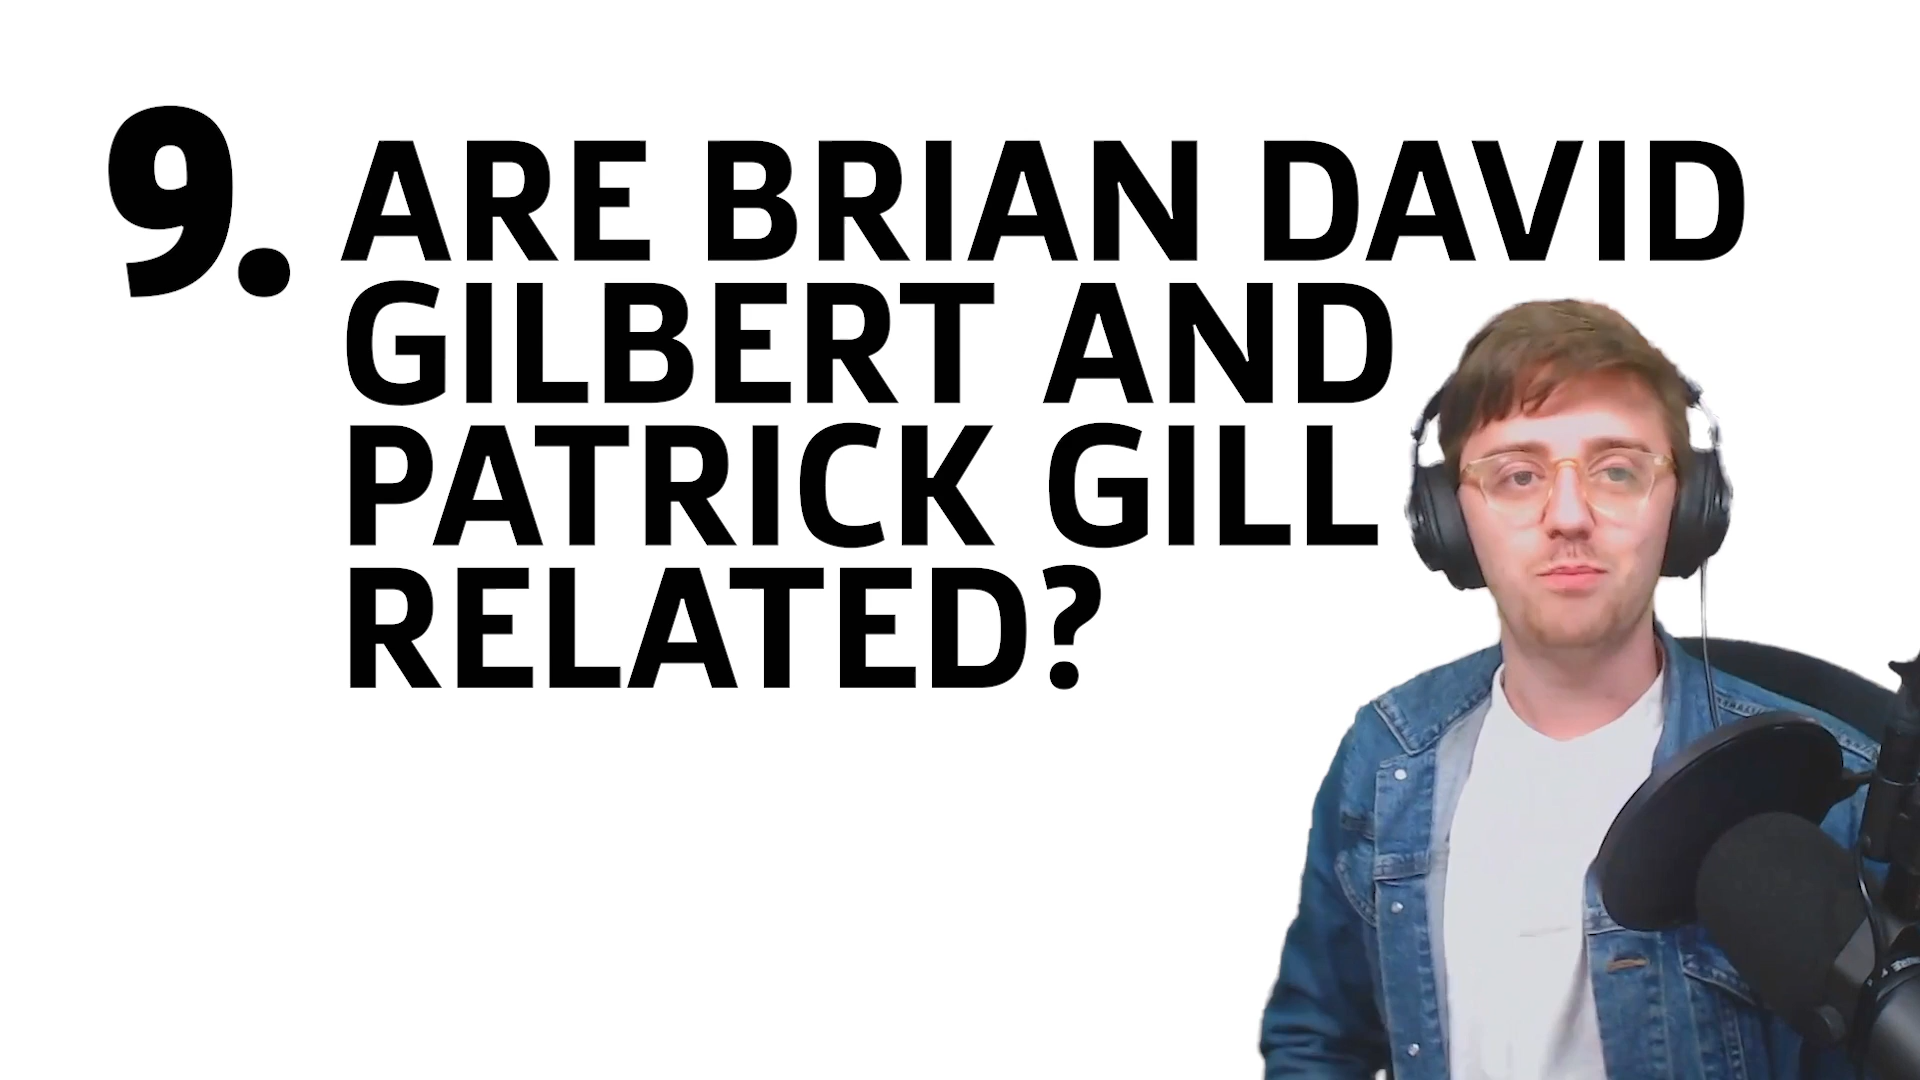 9. ARE BRIAN DAVID
GILBERT AND
PATRICK GILL
RELATED?